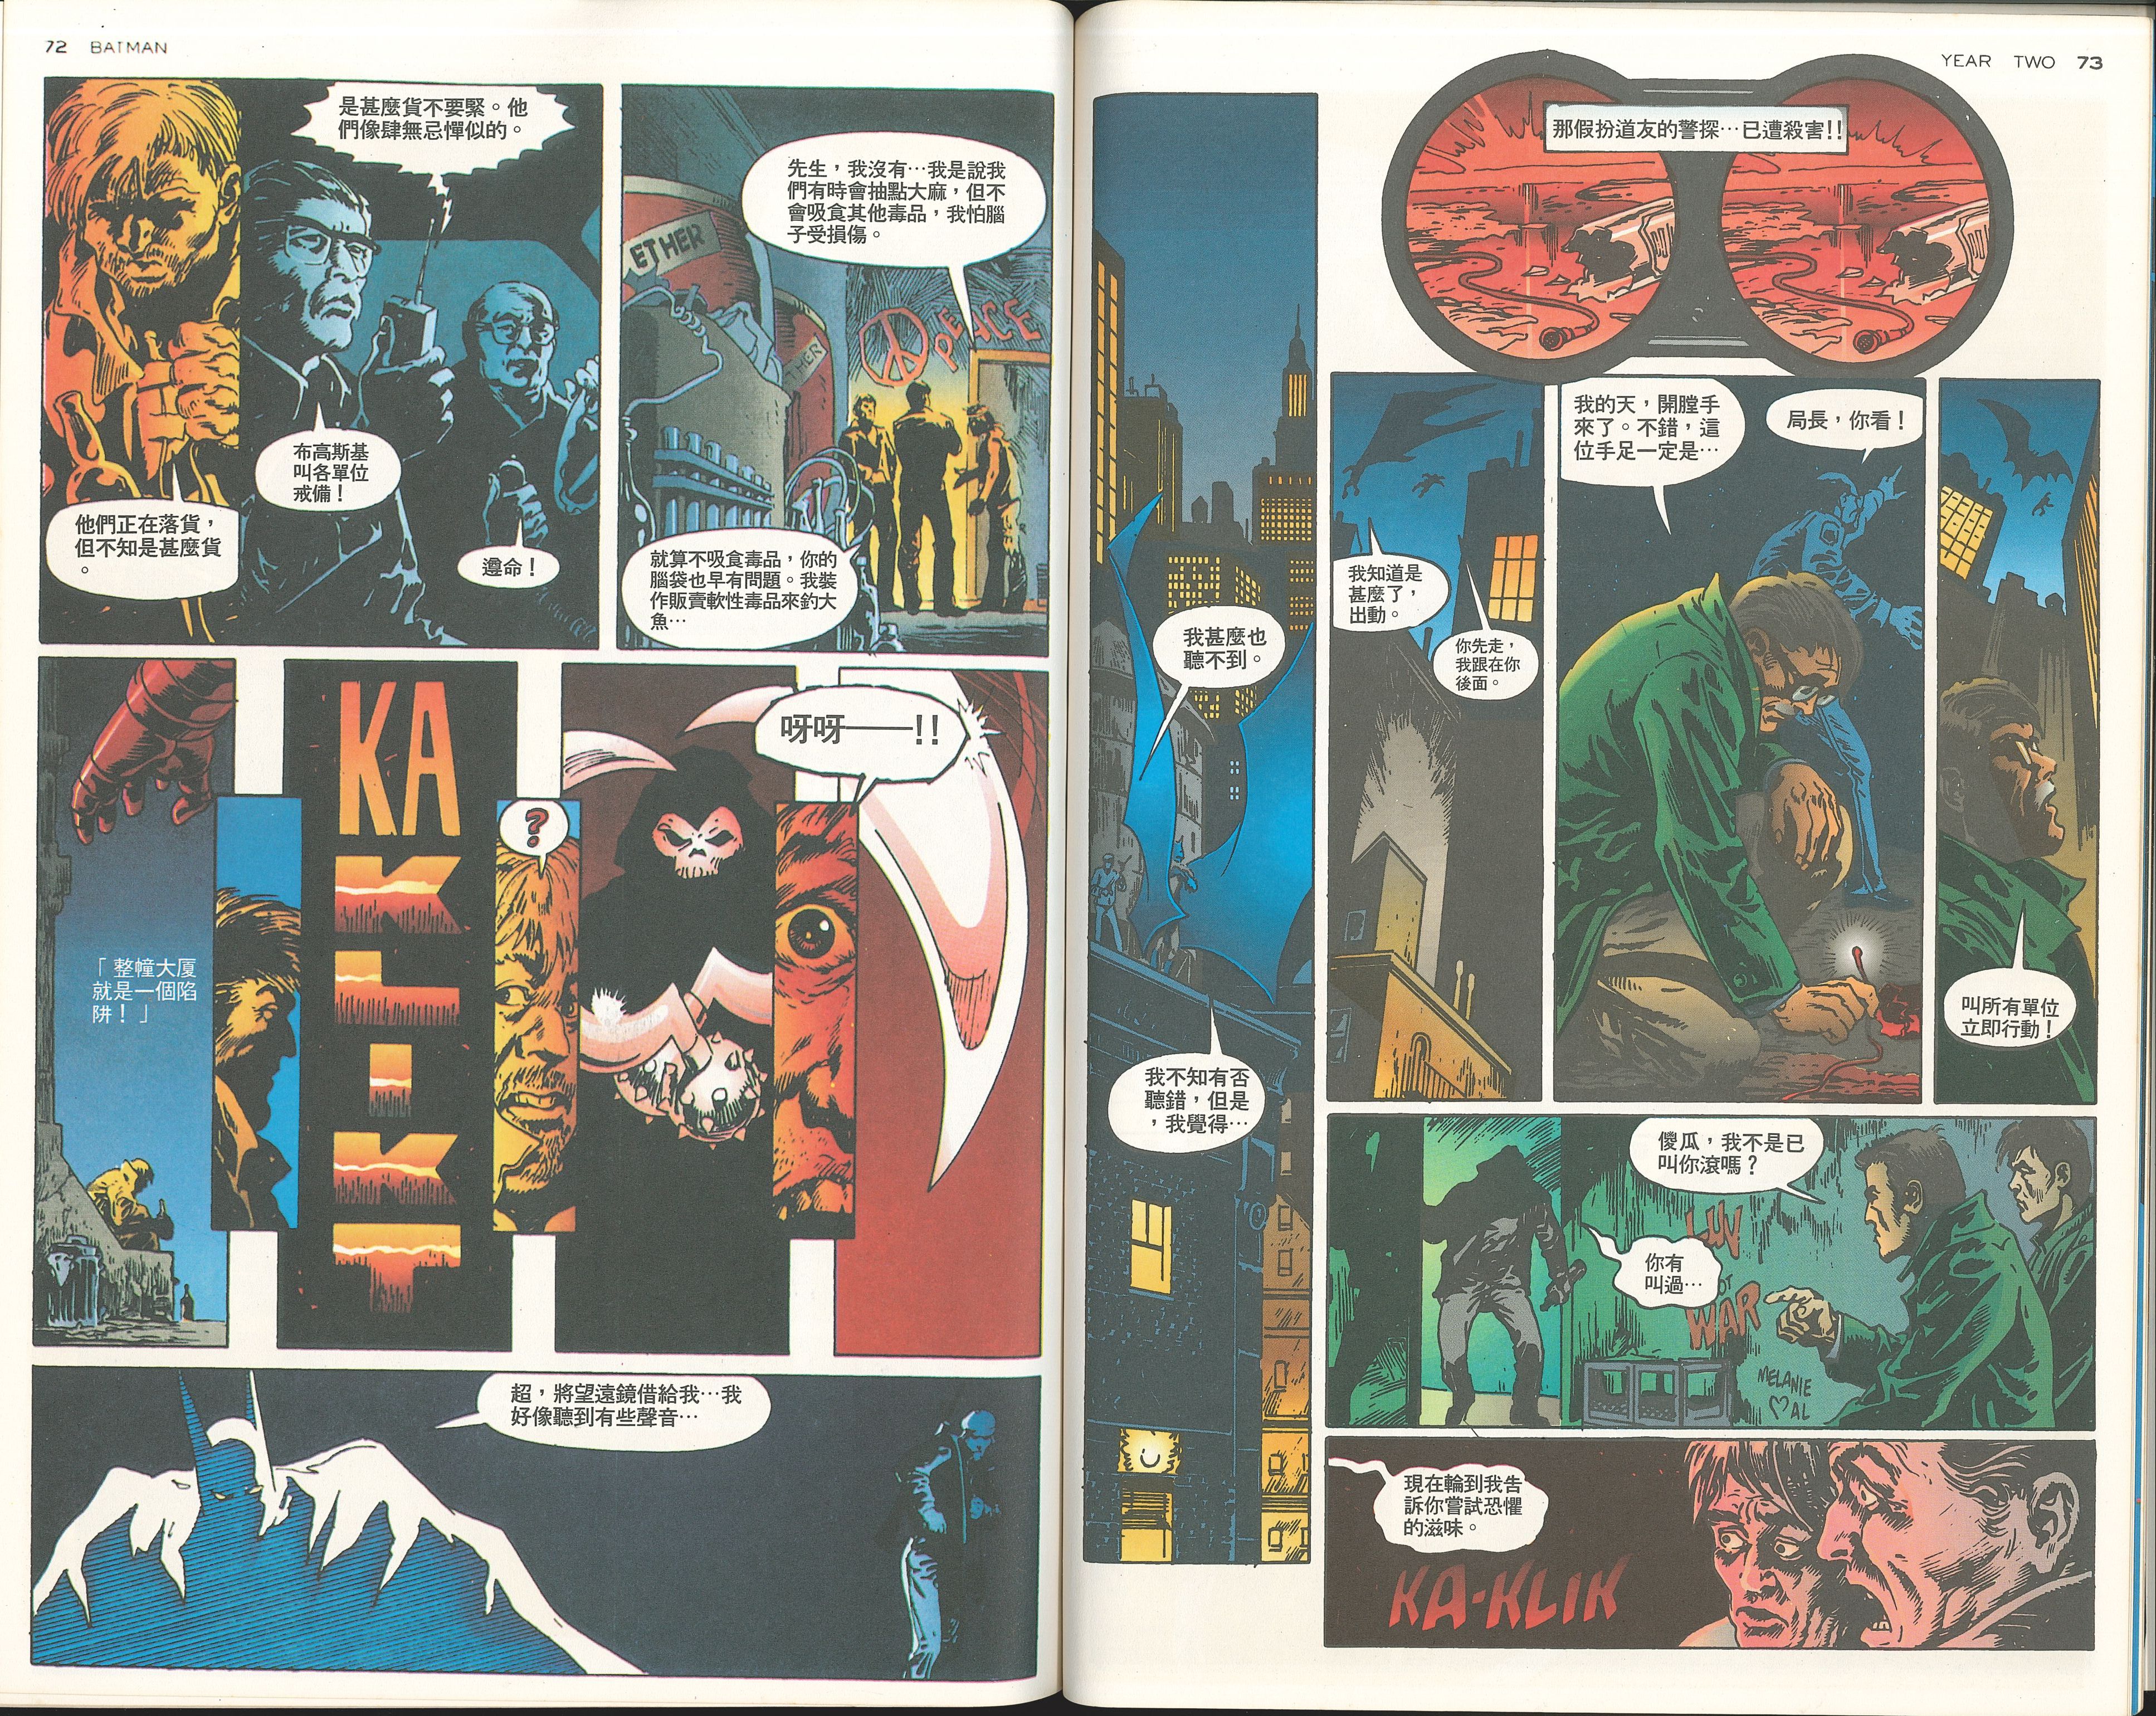 72 BATMAN
是甚麼貨不要緊。他
們像肆無忌憚似的。
布高斯基
叫各單位
戒備！
他們正在落貨，
但不知是甚麼貨
。
遵命！
先生，我沒有…我是說我
們有時會抽點大麻，但不
會吸食其他毒品，我怕腦
子受損傷。
ETHER
ETHER
PEACE
就算不吸食毒品，你的
腦袋也早有問題。我裝
作販賣軟性毒品來釣大
魚…
「整幢大厦
就是一個陷
阱！」
KA
K
L
I
K
T
?
呀呀——!!
超，將望遠鏡借給我…我
好像聽到有些聲音…
YEAR TWO 73
我甚麼也
聽不到。
我不知有否
聽錯，但是
，我覺得…
那假扮道友的警探…已遭殺害!!
我知道是
甚麼了，
出動。
你先走，
我跟在你
後面。
我的天，開膛手
來了。不錯，這
位手足一定是…
局長，你看！
叫所有單位
立即行動！
傻瓜，我不是已
叫你滾嗎？
你有
叫過…
LUV
OT
WAR
MELANIE
♡ AL
現在輪到我告
訴你嘗試恐懼
的滋味。
KA-KLIK